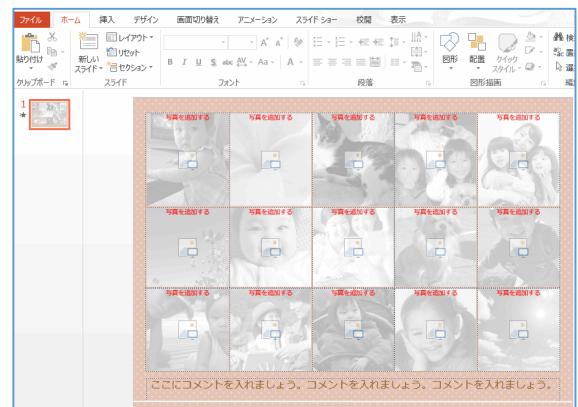 ファイル ホーム 挿入 デザイン 画面切り替え アニメーション スライド ショー 校閲 表示
貼り付け
新しい
スライド
レイアウト
リセット
セクション
B I U S abc AV Aa A
図形 配置 クイック
スタイル
検
置
選
クリップボード スライド フォント 段落 図形描画 編
1
写真を追加する 写真を追加する 写真を追加する 写真を追加する 写真を追加する
写真を追加する 写真を追加する 写真を追加する 写真を追加する 写真を追加する
写真を追加する 写真を追加する 写真を追加する 写真を追加する 写真を追加する
ここにコメントを入れましょう。コメントを入れましょう。コメントを入れましょう。